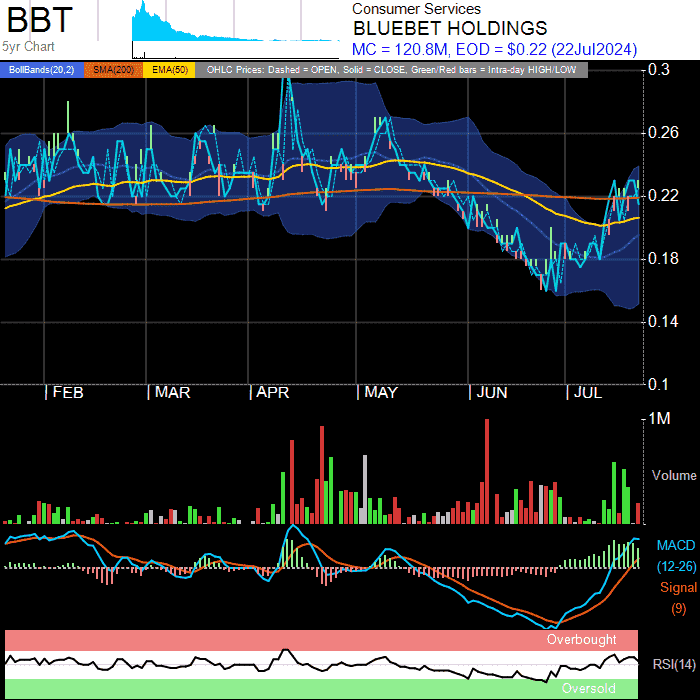 BBT
5yr Chart
Consumer Services
BLUEBET HOLDINGS
MC = 120.8M, EOD = $0.22 (22Jul2024)
BollBands(20,2) SMA(200) EMA(50) OHLC Prices: Dashed = OPEN, Solid = CLOSE, Green/Red bars = Intra-day HIGH/LOW
0.3
0.26
0.22
0.18
0.14
0.1
FEB MAR APR MAY JUN JUL
1M
Volume
MACD
(12-26)
Signal
(9)
Overbought
RSI(14)
Oversold